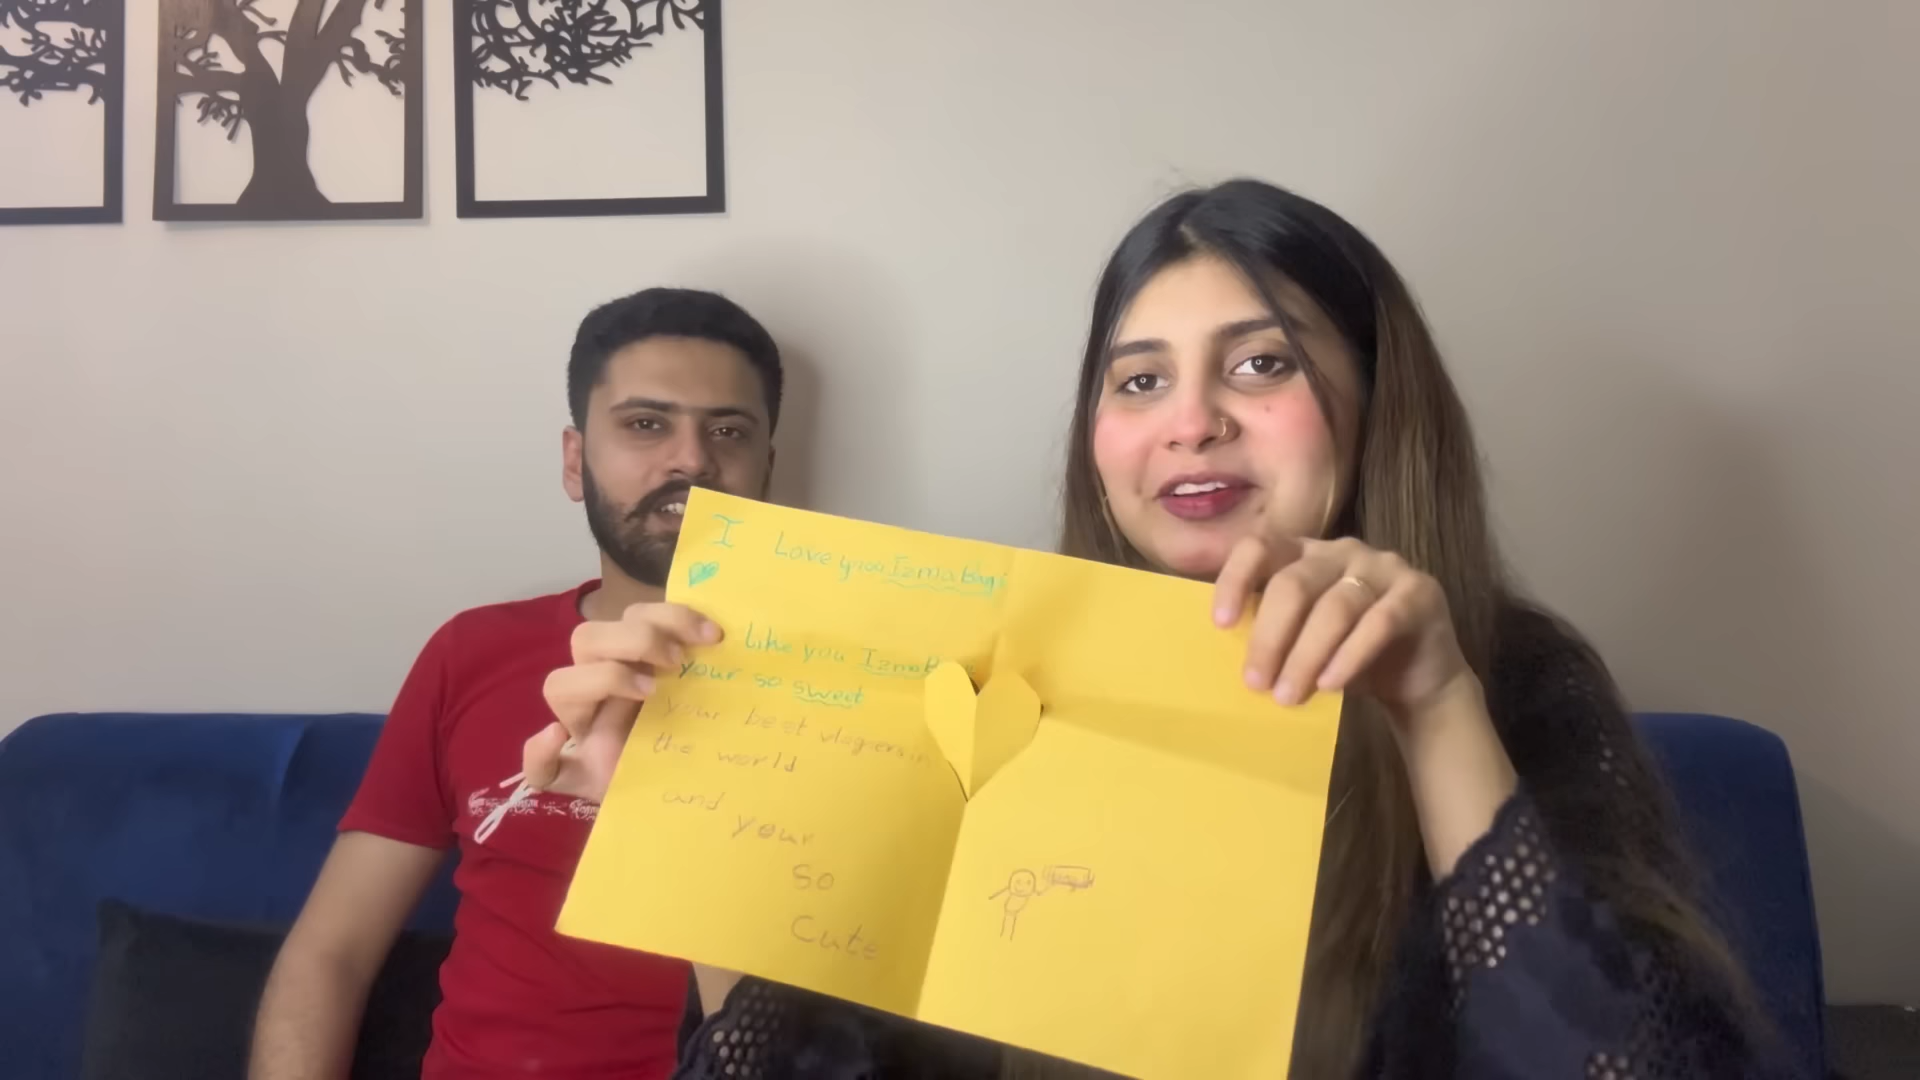 I Love you Izma Baji
like you Izma
your so sweet
your best vlogers in
the world
and
your
so
Cute